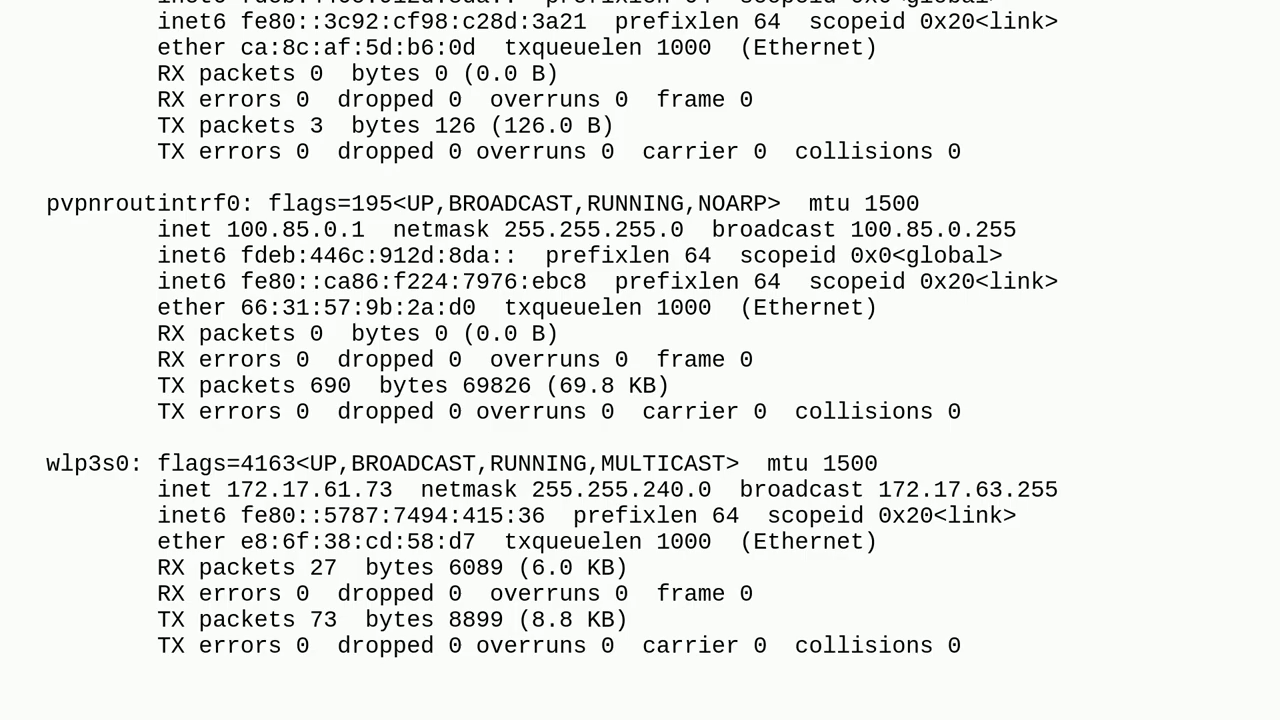 inet6 fe80::3c92:cf98:c28d:3a21  prefixlen 64  scopeid 0x20<link>
ether ca:8c:af:5d:b6:0d  txqueuelen 1000  (Ethernet)
RX packets 0  bytes 0 (0.0 B)
RX errors 0  dropped 0  overruns 0  frame 0
TX packets 3  bytes 126 (126.0 B)
TX errors 0  dropped 0 overruns 0  carrier 0  collisions 0
pvpnroutintrf0: flags=195<UP,BROADCAST,RUNNING,NOARP>  mtu 1500
inet 100.85.0.1  netmask 255.255.255.0  broadcast 100.85.0.255
inet6 fdeb:446c:912d:8da::  prefixlen 64  scopeid 0x0<global>
inet6 fe80::ca86:f224:7976:ebc8  prefixlen 64  scopeid 0x20<link>
ether 66:31:57:9b:2a:d0  txqueuelen 1000  (Ethernet)
RX packets 0  bytes 0 (0.0 B)
RX errors 0  dropped 0  overruns 0  frame 0
TX packets 690  bytes 69826 (69.8 KB)
TX errors 0  dropped 0 overruns 0  carrier 0  collisions 0
wlp3s0: flags=4163<UP,BROADCAST,RUNNING,MULTICAST>  mtu 1500
inet 172.17.61.73  netmask 255.255.240.0  broadcast 172.17.63.255
inet6 fe80::5787:7494:415:36  prefixlen 64  scopeid 0x20<link>
ether e8:6f:38:cd:58:d7  txqueuelen 1000  (Ethernet)
RX packets 27  bytes 6089 (6.0 KB)
RX errors 0  dropped 0  overruns 0  frame 0
TX packets 73  bytes 8899 (8.8 KB)
TX errors 0  dropped 0 overruns 0  carrier 0  collisions 0